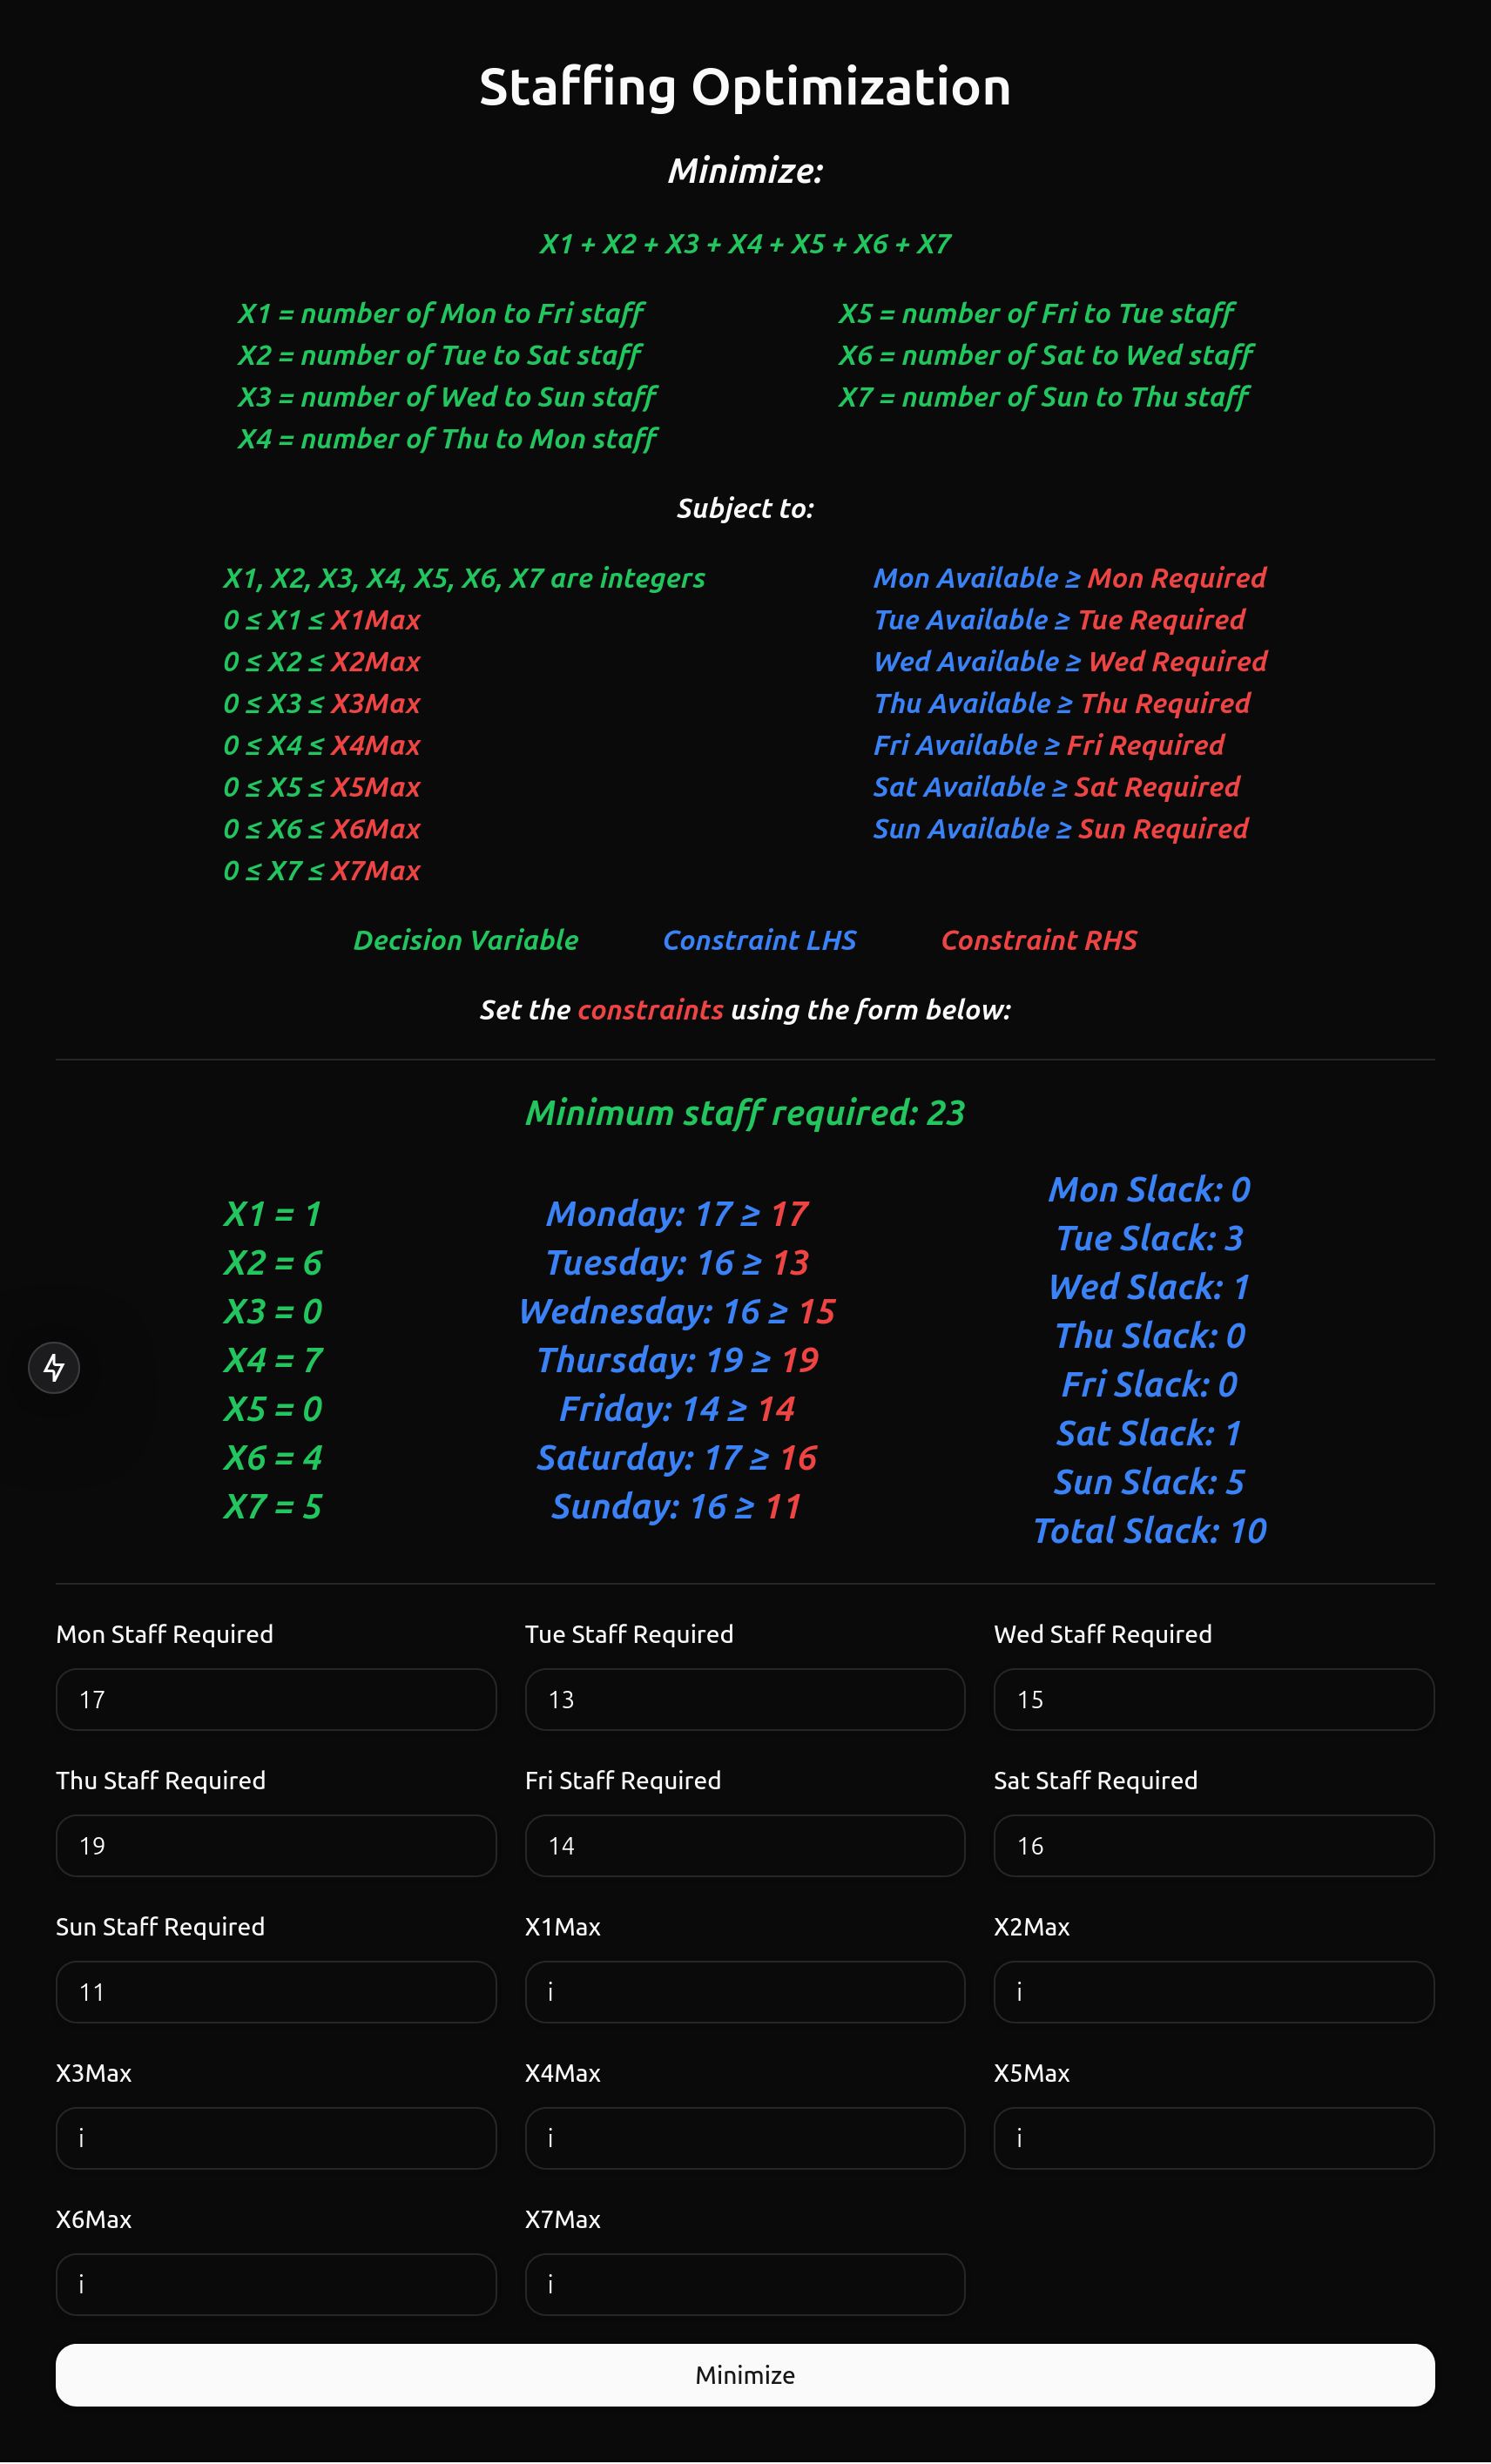 Staffing Optimization
Minimize:
X1 + X2 + X3 + X4 + X5 + X6 + X7
X1 = number of Mon to Fri staff
X2 = number of Tue to Sat staff
X3 = number of Wed to Sun staff
X4 = number of Thu to Mon staff
X5 = number of Fri to Tue staff
X6 = number of Sat to Wed staff
X7 = number of Sun to Thu staff
Subject to:
X1, X2, X3, X4, X5, X6, X7 are integers
0 ≤ X1 ≤ X1Max
0 ≤ X2 ≤ X2Max
0 ≤ X3 ≤ X3Max
0 ≤ X4 ≤ X4Max
0 ≤ X5 ≤ X5Max
0 ≤ X6 ≤ X6Max
0 ≤ X7 ≤ X7Max
Mon Available ≥ Mon Required
Tue Available ≥ Tue Required
Wed Available ≥ Wed Required
Thu Available ≥ Thu Required
Fri Available ≥ Fri Required
Sat Available ≥ Sat Required
Sun Available ≥ Sun Required
Decision Variable Constraint LHS Constraint RHS
Set the constraints using the form below:
Minimum staff required: 23
X1 = 1
X2 = 6
X3 = 0
X4 = 7
X5 = 0
X6 = 4
X7 = 5
Monday: 17 ≥ 17
Tuesday: 16 ≥ 13
Wednesday: 16 ≥ 15
Thursday: 19 ≥ 19
Friday: 14 ≥ 14
Saturday: 17 ≥ 16
Sunday: 16 ≥ 11
Mon Slack: 0
Tue Slack: 3
Wed Slack: 1
Thu Slack: 0
Fri Slack: 0
Sat Slack: 1
Sun Slack: 5
Total Slack: 10
Mon Staff Required Tue Staff Required Wed Staff Required
17 13 15
Thu Staff Required Fri Staff Required Sat Staff Required
19 14 16
Sun Staff Required X1Max X2Max
11 i i
X3Max X4Max X5Max
i i i
X6Max X7Max
i i
Minimize